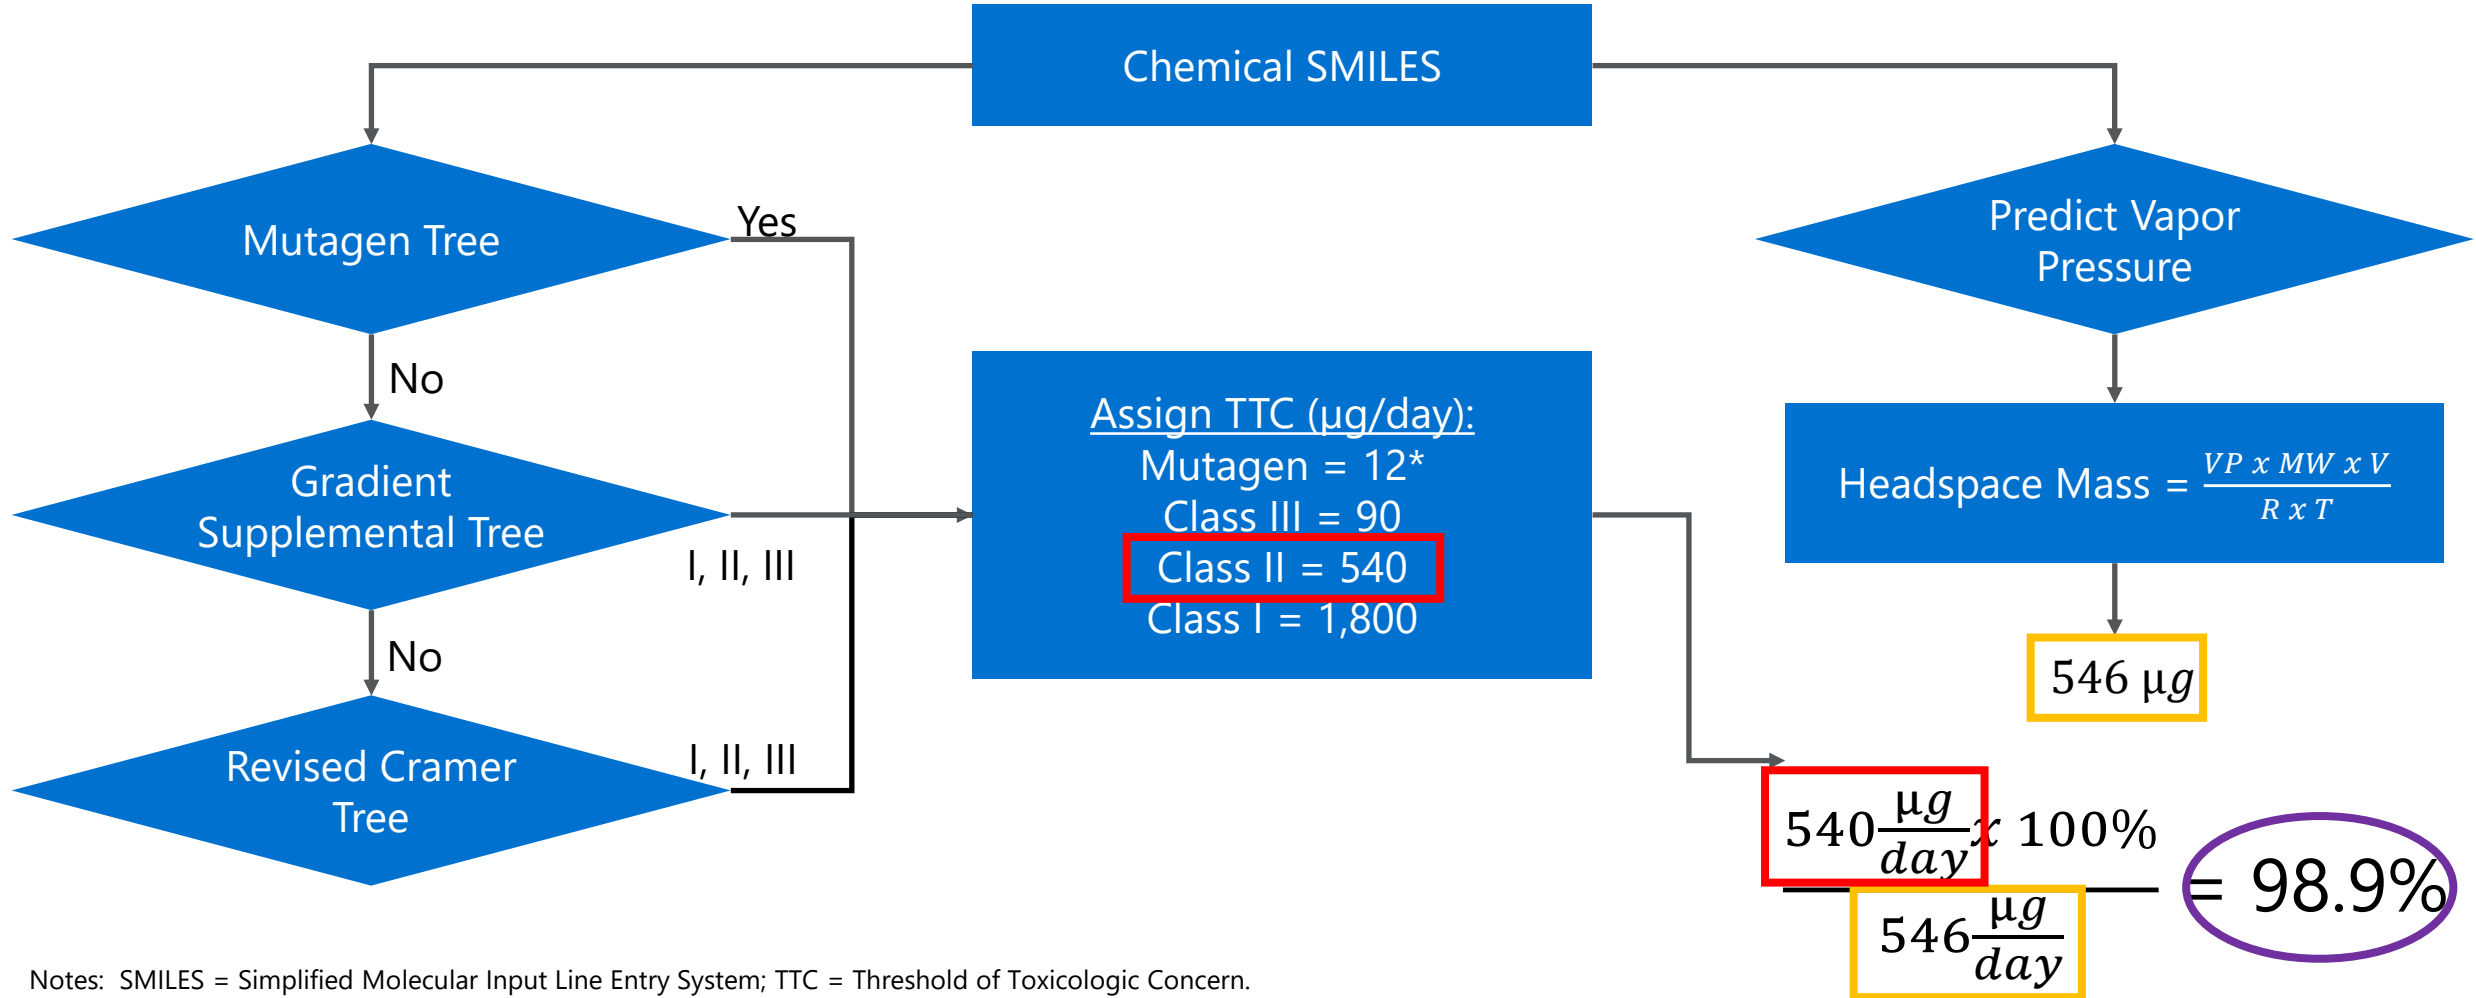 Chemical SMILES
Mutagen Tree
Yes
No
Gradient
Supplemental Tree
I, II, III
No
Revised Cramer
Tree
I, II, III
Assign TTC (µg/day):
Mutagen = 12*
Class III = 90
Class II = 540
Class I = 1,800
Predict Vapor
Pressure
Headspace Mass = VP x MW x V / R x T
546 µg
540 µg/day x 100%
546 µg/day
= 98.9%
Notes: SMILES = Simplified Molecular Input Line Entry System; TTC = Threshold of Toxicologic Concern.